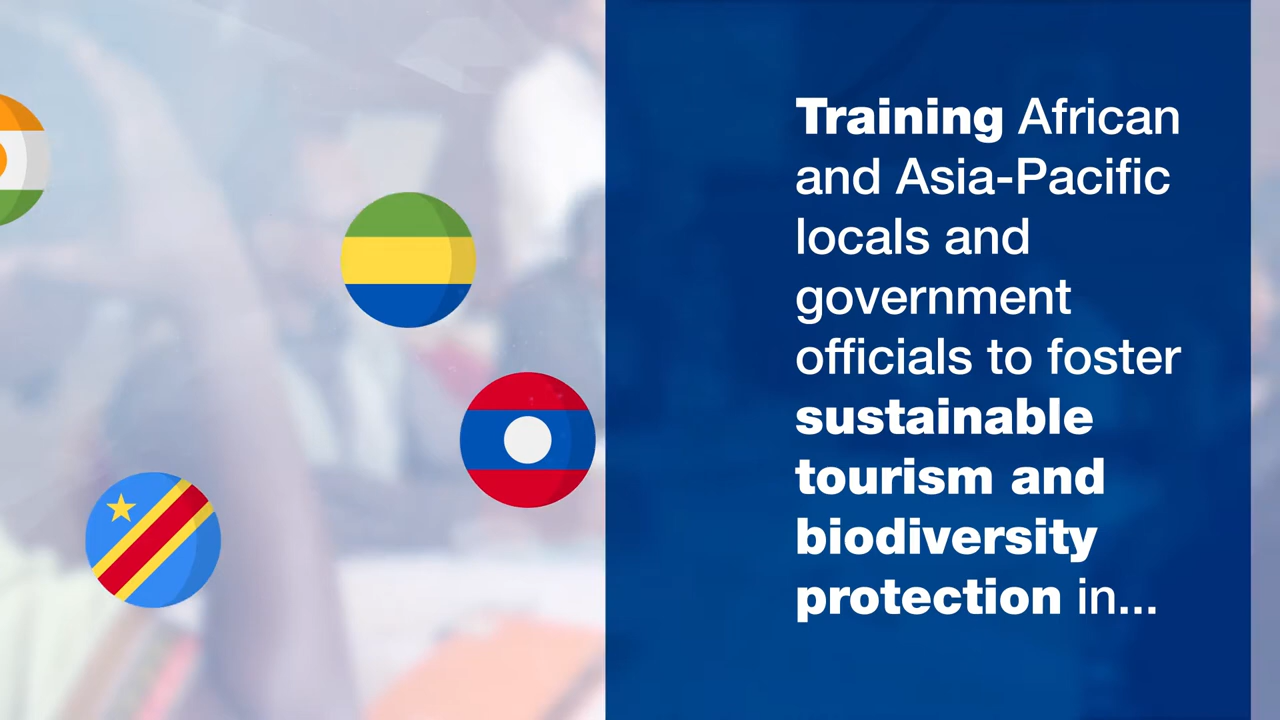 Training African
and Asia-Pacific
locals and
government
officials to foster
sustainable
tourism and
biodiversity
protection in...